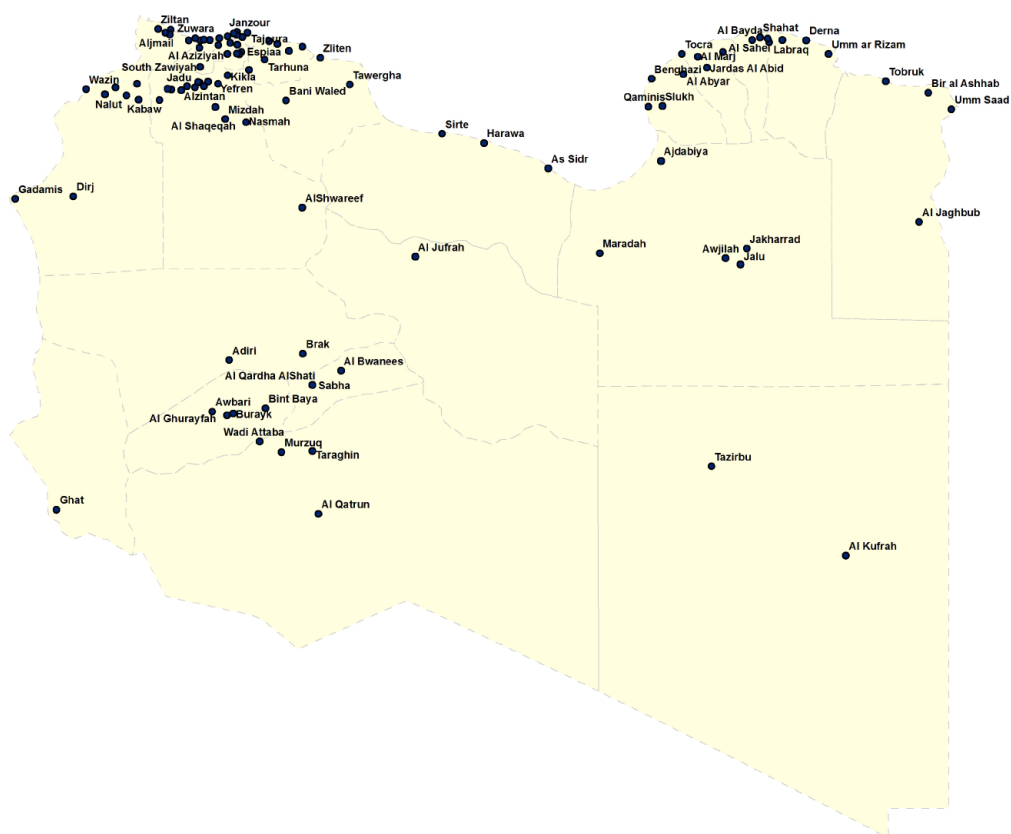 Ziltan
Janzour
Zuwara
Aljmail
Tajoura
Al Aziziyah
Espiaa
Zliten
South Zawiyah
Tarhuna
Wazin
Jadu
Kikla
Tawergha
Yefren
Nalut
Kabaw
Alzintan
Bani Waled
Mizdah
Al Shaqeqah
Nasmah
Al Bayda
Shahat
Derna
Tocra
Al Sahel
Labraq
Umm ar Rizam
Al Marj
Benghazi
Jardas Al Abid
Al Abyar
Tobruk
Bir al Ashhab
Qaminis
Slukh
Umm Saad
Sirte
Harawa
As Sidr
Ajdabiya
Gadamis
Dirj
AlShwareef
Al Jaghbub
Al Jufrah
Maradah
Jakharrad
Awjilah
Jalu
Adiri
Brak
Al Bwanees
Al Qardha AlShati
Sabha
Awbari
Bint Baya
Al Ghurayfah
Burayk
Wadi Attaba
Murzuq
Taraghin
Tazirbu
Ghat
Al Qatrun
Al Kufrah